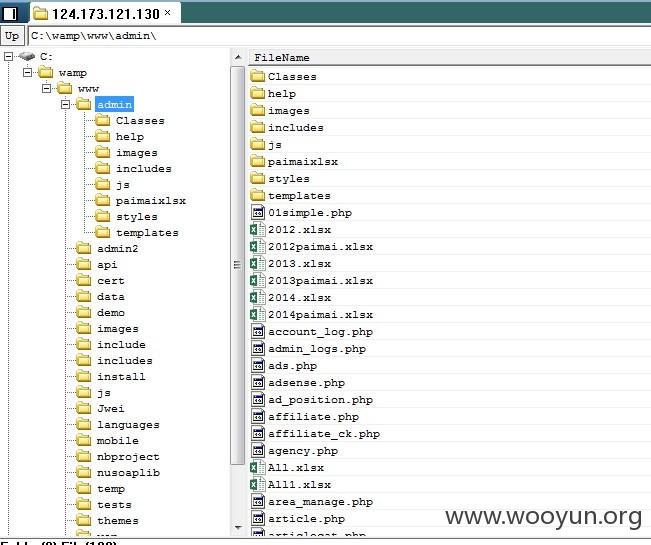 124.173.121.130 ×
Up C:\wamp\www\admin\
C:
wamp
www
admin
Classes
help
images
includes
js
paimaixlsx
styles
templates
admin2
api
cert
data
demo
images
include
includes
install
js
Jwei
languages
mobile
nbproject
nusoaplib
temp
tests
themes
FileName
Classes
help
images
includes
js
paimaixlsx
styles
templates
01simple.php
2012.xlsx
2012paimai.xlsx
2013.xlsx
2013paimai.xlsx
2014.xlsx
2014paimai.xlsx
account_log.php
admin_logs.php
ads.php
adsense.php
ad_position.php
affiliate.php
affiliate_ck.php
agency.php
All.xlsx
All1.xlsx
area_manage.php
article.php
www.wooyun.org